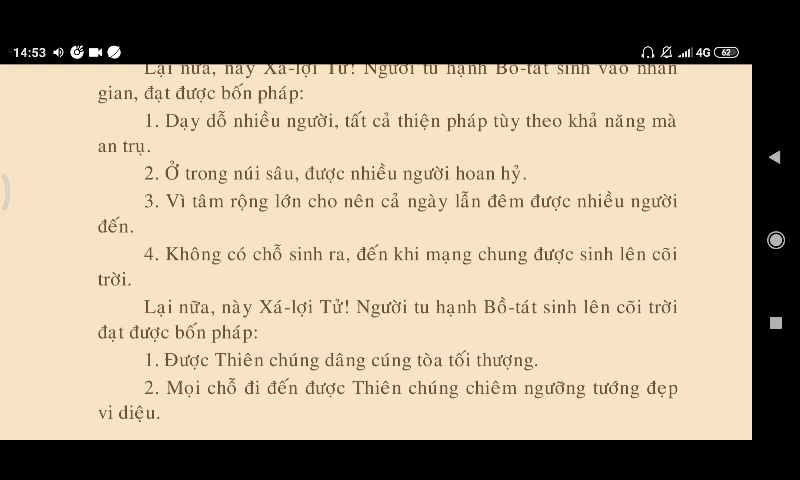 14:53
4G 62
Lại nữa, này Xá-lợi Tử! Người tu hạnh Bồ-tát sinh vào nhân
gian, đạt được bốn pháp:
1. Dạy dỗ nhiều người, tất cả thiện pháp tùy theo khả năng mà
an trụ.
2. Ở trong núi sâu, được nhiều người hoan hỷ.
3. Vì tâm rộng lớn cho nên cả ngày lẫn đêm được nhiều người
đến.
4. Không có chỗ sinh ra, đến khi mạng chung được sinh lên cõi
trời.
Lại nữa, này Xá-lợi Tử! Người tu hạnh Bồ-tát sinh lên cõi trời
đạt được bốn pháp:
1. Được Thiên chúng dâng cúng tòa tối thượng.
2. Mọi chỗ đi đến được Thiên chúng chiêm ngưỡng tướng đẹp
vi diệu.